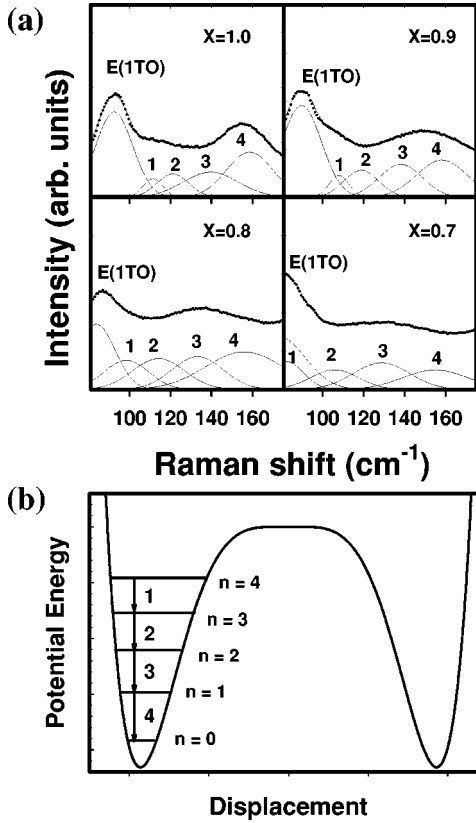 (a)
X=1.0
X=0.9
E(1TO)
E(1TO)
1 2 3 4
1 2 3 4
X=0.8
X=0.7
E(1TO)
E(1TO)
1 2 3 4
1 2 3 4
Intensity (arb. units)
100 120 140 160
100 120 140 160
Raman shift (cm⁻¹)
(b)
Potential Energy
1
n = 4
2
n = 3
3
n = 2
4
n = 1
n = 0
Displacement